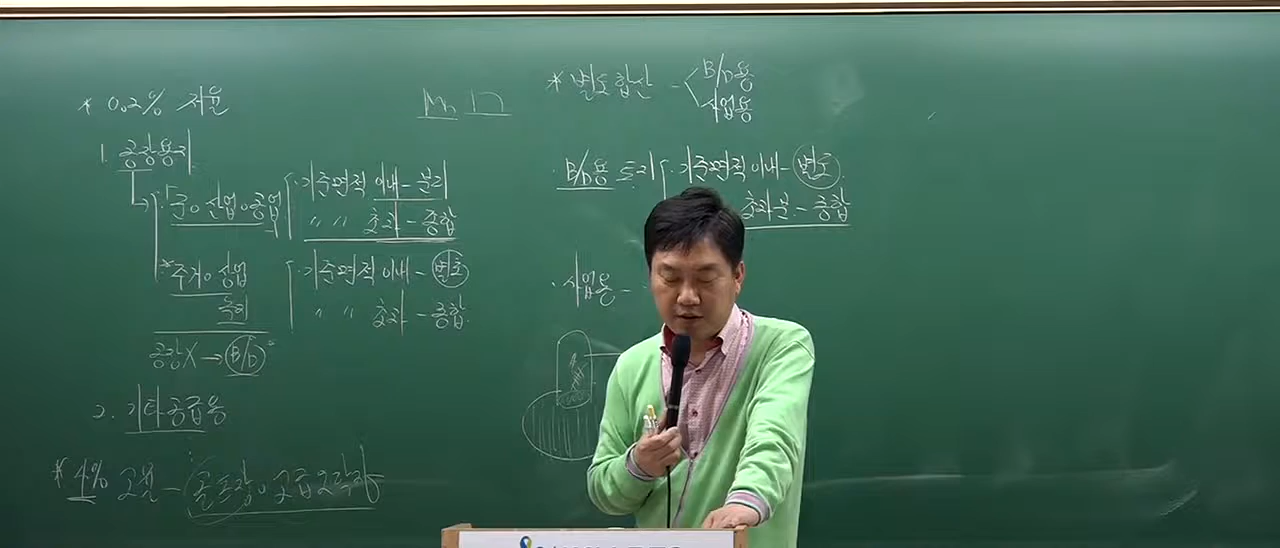 * 0.2% 저율
1. 공장용지
군·산업·공업
기준면적 이내 - 분리
〃 〃 초과 - 종합
* 주거·상업
녹지
기준면적 이내 - 별도
〃 〃 초과 - 종합.
공장X → B/D
2. 기타공급용
* 4% 고율 - 골프장·고급오락장
* 별도합산 -
B/D용
사업용
· B/D용 토지
기준면적 이내 - 별도.
초과분 - 종합
· 사업용 -